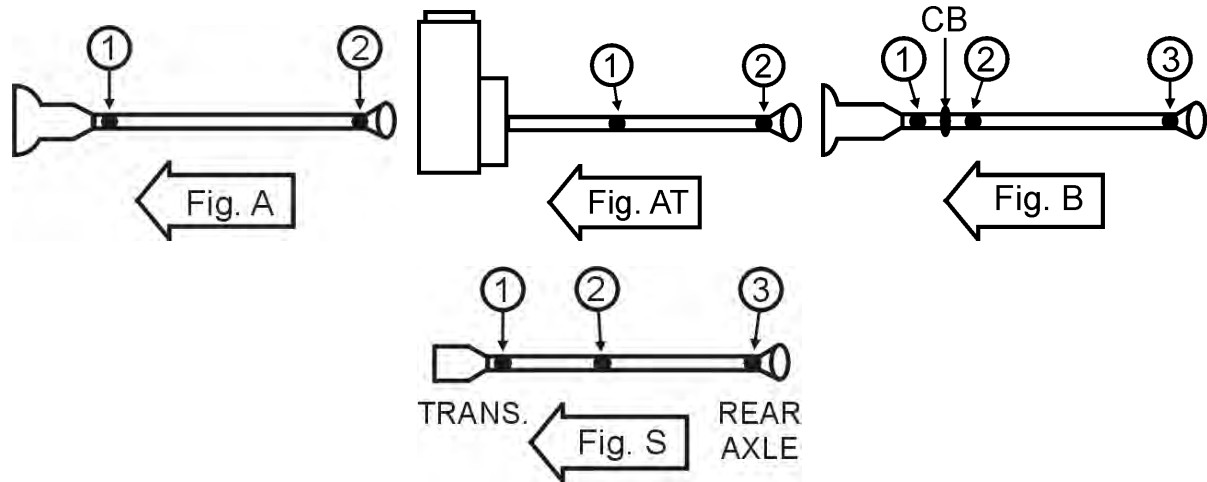 1 2
Fig. A
1 2
Fig. AT
CB
1 2 3
Fig. B
1 2 3
TRANS. REAR
AXLE
Fig. S